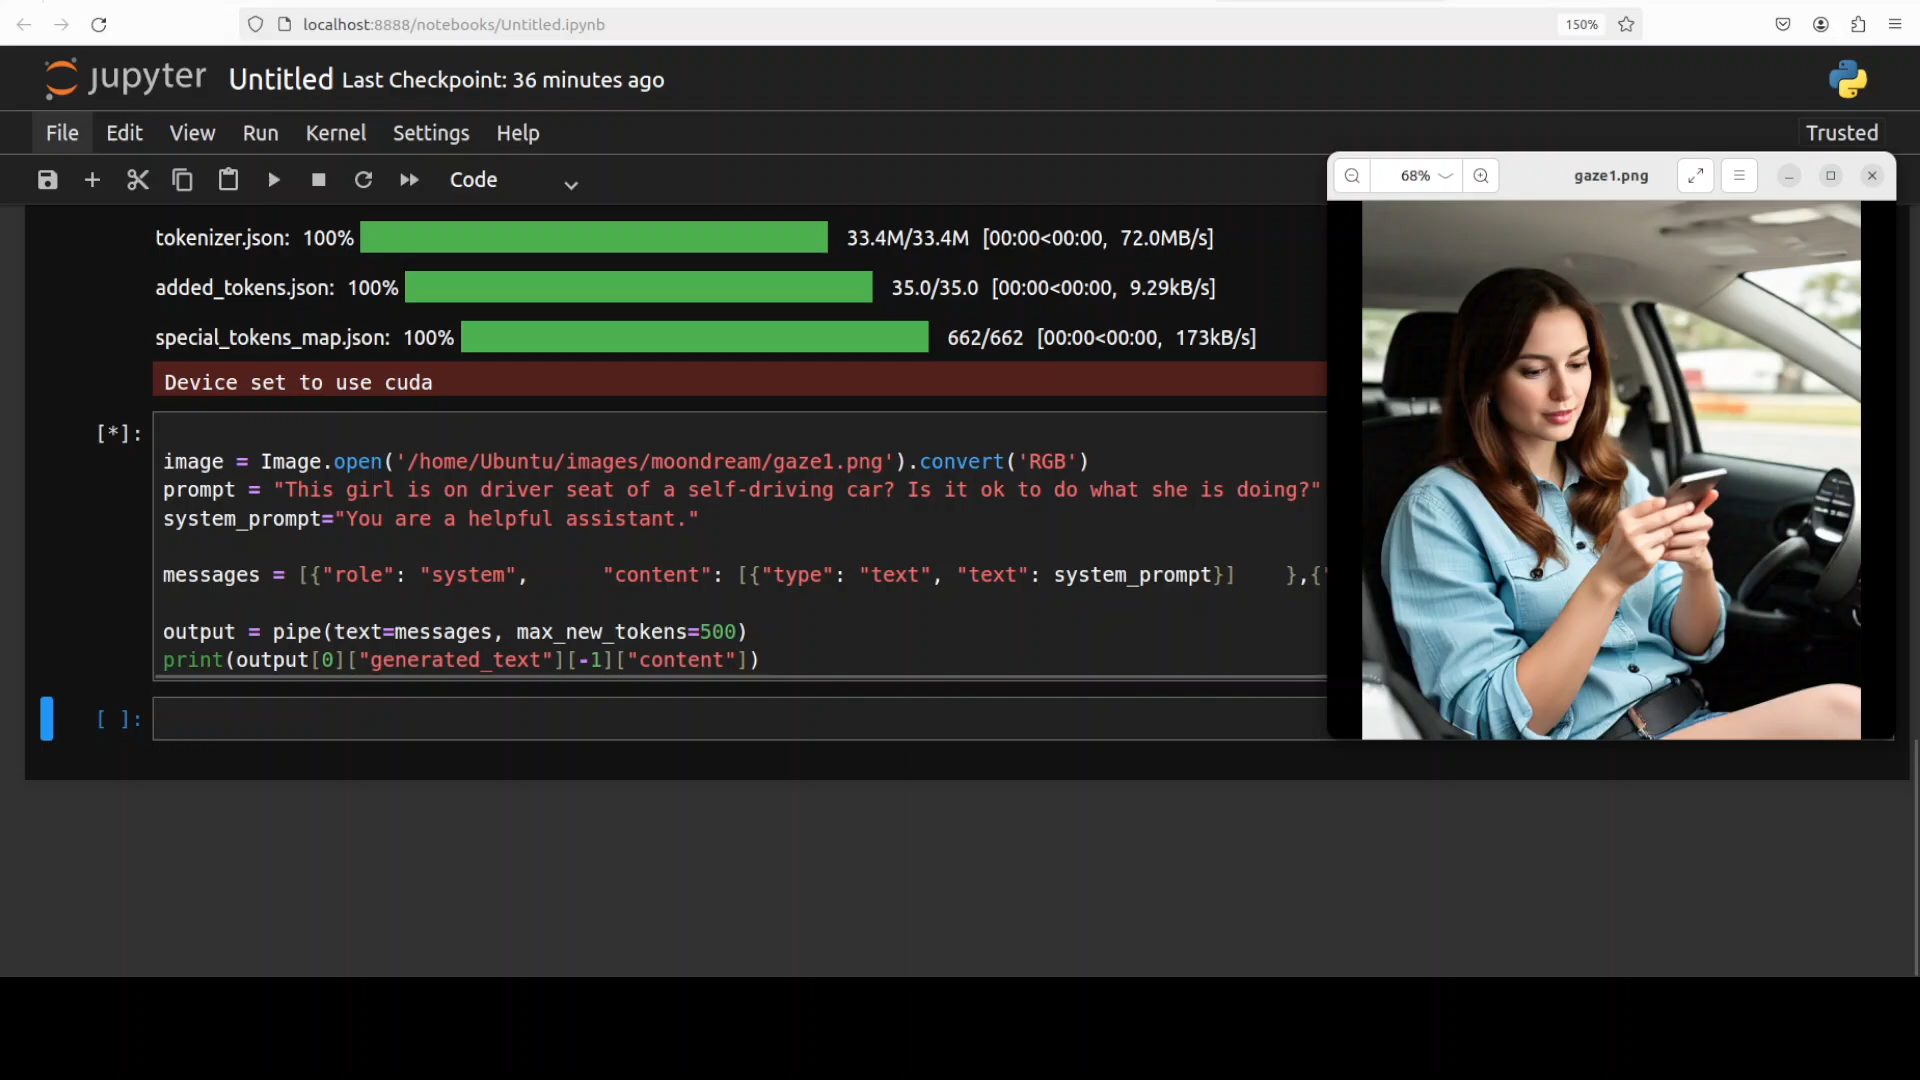 localhost:8888/notebooks/Untitled.ipynb
150%
jupyter Untitled Last Checkpoint: 36 minutes ago
File Edit View Run Kernel Settings Help
Trusted
Code
68%
gaze1.png
tokenizer.json: 100% 33.4M/33.4M [00:00<00:00, 72.0MB/s]
added_tokens.json: 100% 35.0/35.0 [00:00<00:00, 9.29kB/s]
special_tokens_map.json: 100% 662/662 [00:00<00:00, 173kB/s]
Device set to use cuda
[*]:
image = Image.open('/home/Ubuntu/images/moondream/gaze1.png').convert('RGB')
prompt = "This girl is on driver seat of a self-driving car? Is it ok to do what she is doing?"
system_prompt="You are a helpful assistant."
messages = [{"role": "system", "content": [{"type": "text", "text": system_prompt}] },{"
output = pipe(text=messages, max_new_tokens=500)
print(output[0]["generated_text"][-1]["content"])
[ ]: